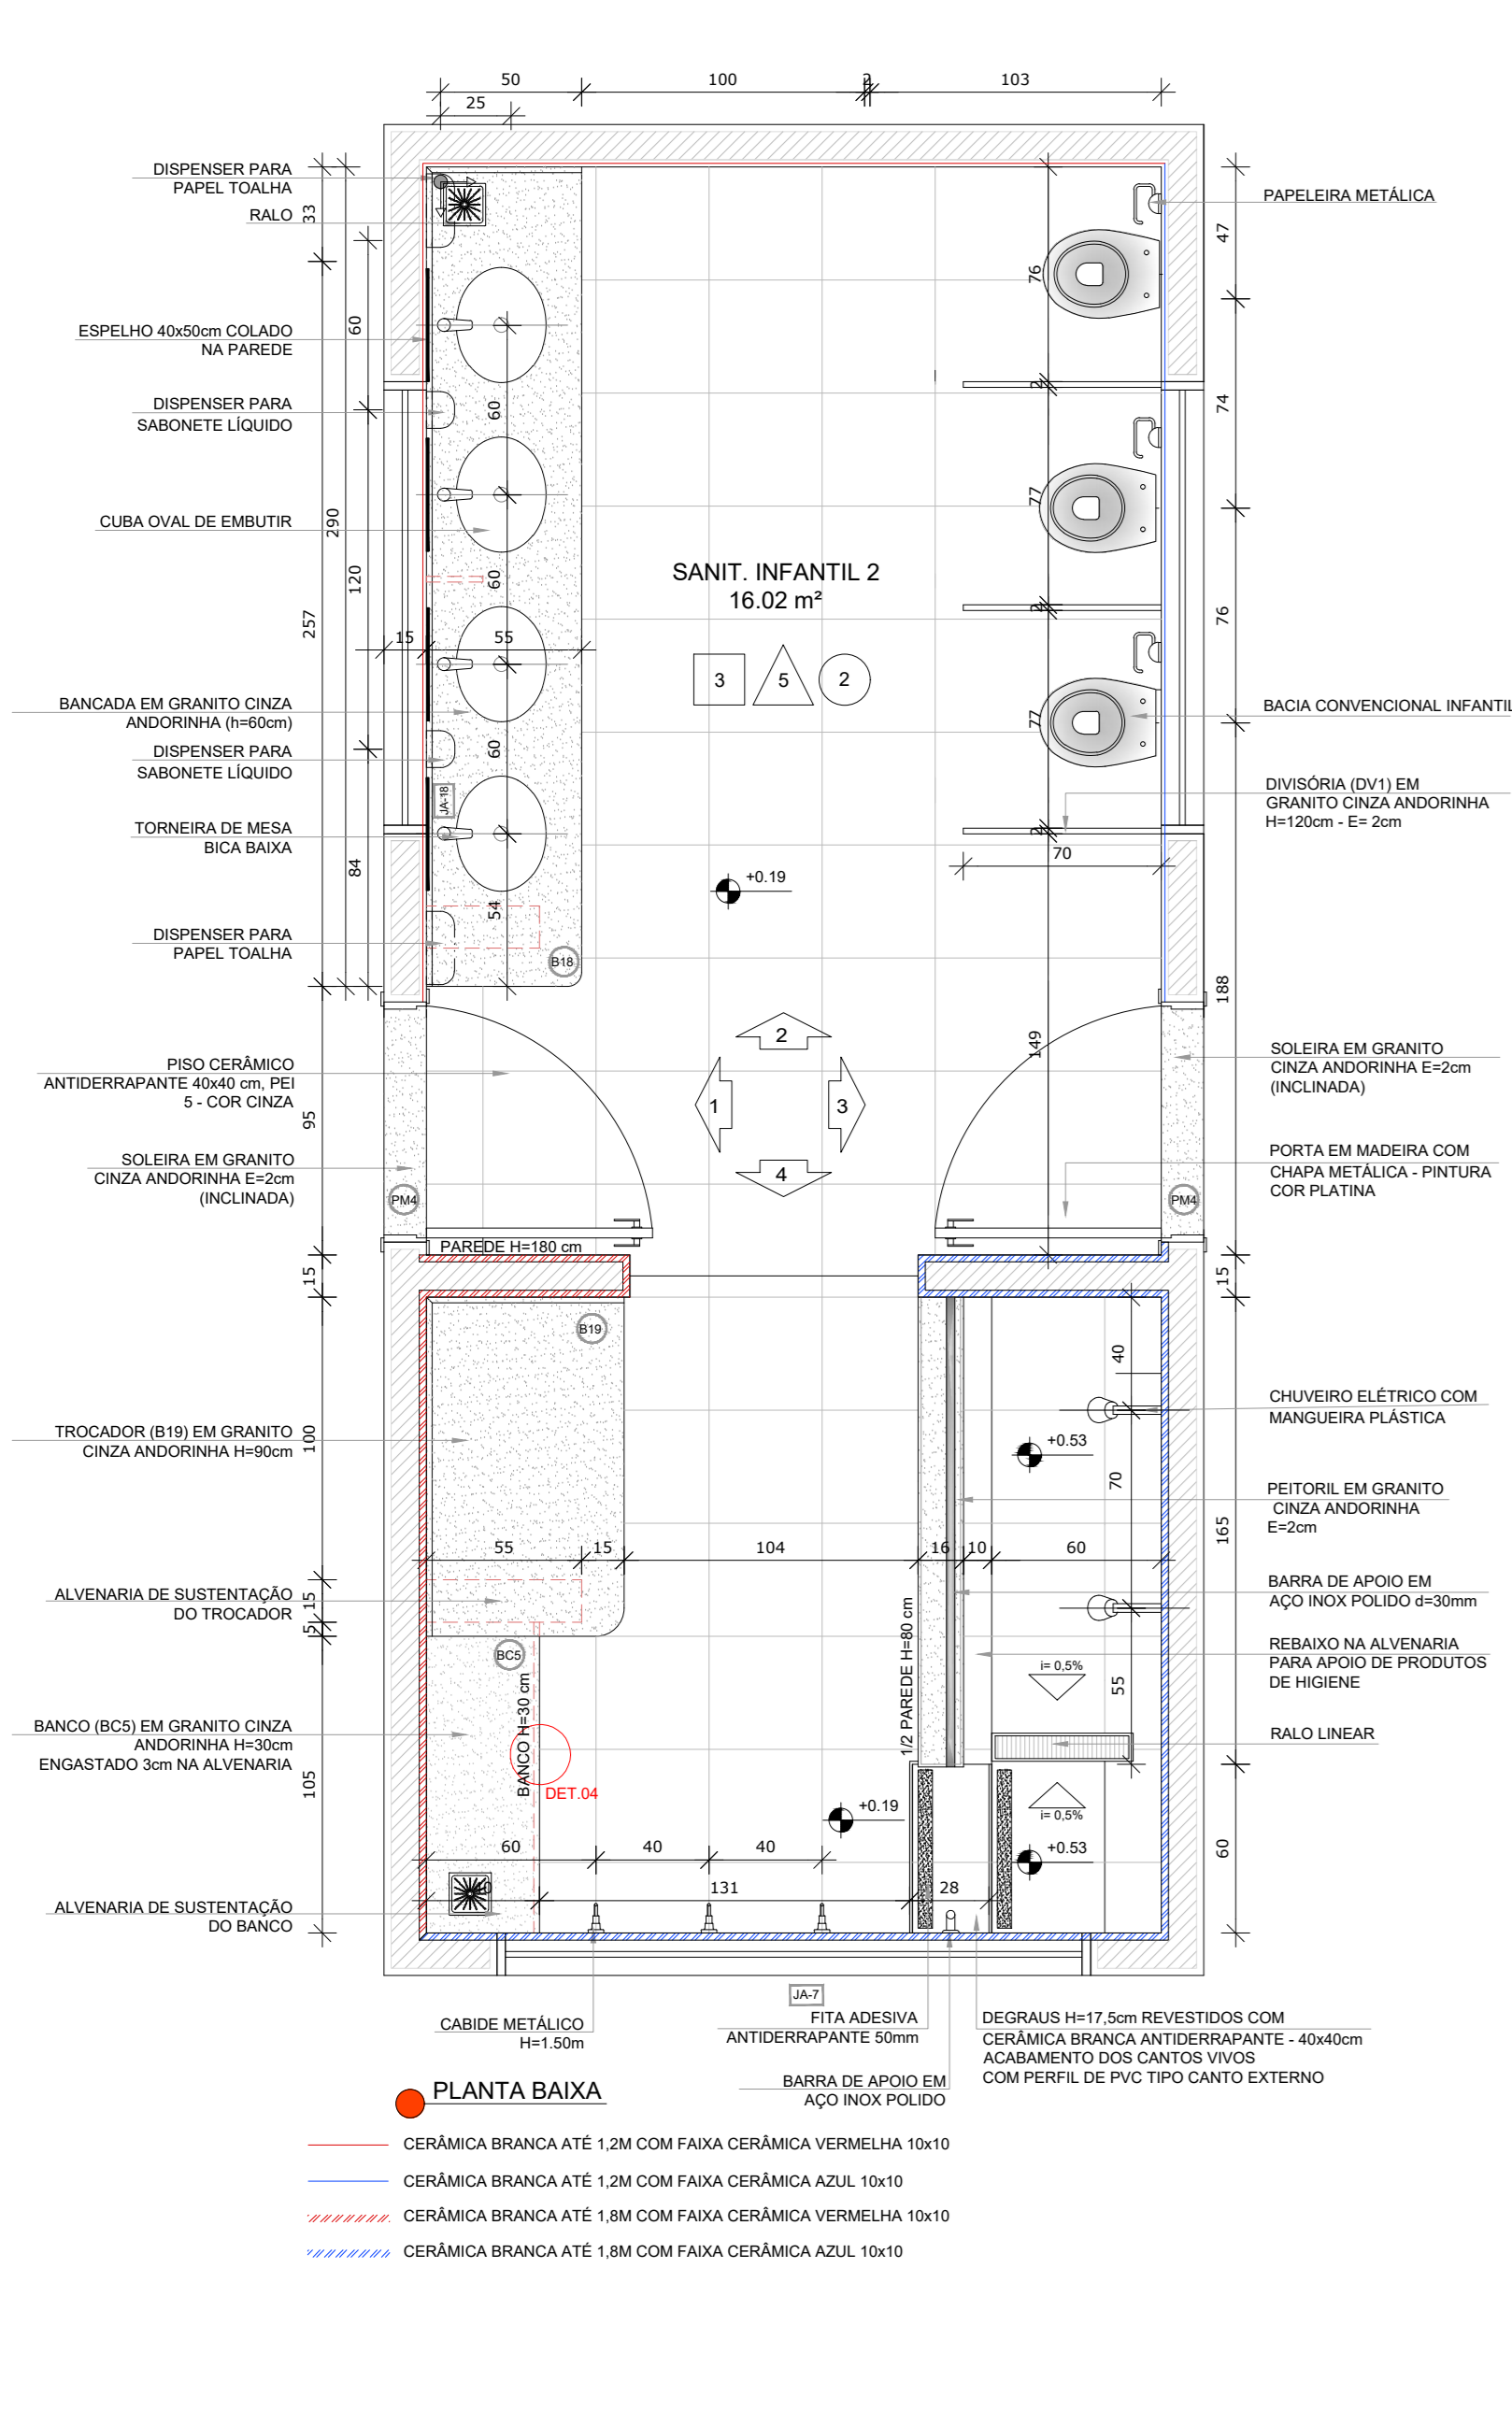 50
100
2
103
25
DISPENSER PARA
PAPEL TOALHA
RALO
33
PAPELEIRA METÁLICA
47
76
60
ESPELHO 40x50cm COLADO
NA PAREDE
2
74
DISPENSER PARA
SABONETE LÍQUIDO
60
CUBA OVAL DE EMBUTIR
290
77
120
60
SANIT. INFANTIL 2
16.02 m²
2
76
257
15
55
3
5
2
BANCADA EM GRANITO CINZA
ANDORINHA (h=60cm)
77
BACIA CONVENCIONAL INFANTIL
DISPENSER PARA
SABONETE LÍQUIDO
60
JA-18
DIVISÓRIA (DV1) EM
GRANITO CINZA ANDORINHA
H=120cm - E= 2cm
TORNEIRA DE MESA
BICA BAIXA
2
70
84
+0.19
54
DISPENSER PARA
PAPEL TOALHA
B18
188
2
149
PISO CERÂMICO
ANTIDERRAPANTE 40x40 cm, PEI
5 - COR CINZA
SOLEIRA EM GRANITO
CINZA ANDORINHA E=2cm
(INCLINADA)
1
3
95
SOLEIRA EM GRANITO
CINZA ANDORINHA E=2cm
(INCLINADA)
4
PORTA EM MADEIRA COM
CHAPA METÁLICA - PINTURA
COR PLATINA
PM4
PM4
PAREDE H=180 cm
15
15
B19
40
TROCADOR (B19) EM GRANITO
CINZA ANDORINHA H=90cm
100
CHUVEIRO ELÉTRICO COM
MANGUEIRA PLÁSTICA
+0.53
70
PEITORIL EM GRANITO
CINZA ANDORINHA
E=2cm
165
55
15
104
16
10
60
ALVENARIA DE SUSTENTAÇÃO
DO TROCADOR
15
5
BARRA DE APOIO EM
AÇO INOX POLIDO d=30mm
BC5
1/2 PAREDE H=80 cm
REBAIXO NA ALVENARIA
PARA APOIO DE PRODUTOS
DE HIGIENE
i= 0,5%
55
BANCO (BC5) EM GRANITO CINZA
ANDORINHA H=30cm
ENGASTADO 3cm NA ALVENARIA
BANCO H=30 cm
RALO LINEAR
105
DET.04
+0.19
i= 0,5%
60
40
40
+0.53
60
40
131
28
ALVENARIA DE SUSTENTAÇÃO
DO BANCO
JA-7
CABIDE METÁLICO
H=1.50m
FITA ADESIVA
ANTIDERRAPANTE 50mm
DEGRAUS H=17,5cm REVESTIDOS COM
CERÂMICA BRANCA ANTIDERRAPANTE - 40x40cm
ACABAMENTO DOS CANTOS VIVOS
COM PERFIL DE PVC TIPO CANTO EXTERNO
BARRA DE APOIO EM
AÇO INOX POLIDO
PLANTA BAIXA
CERÂMICA BRANCA ATÉ 1,2M COM FAIXA CERÂMICA VERMELHA 10x10
CERÂMICA BRANCA ATÉ 1,2M COM FAIXA CERÂMICA AZUL 10x10
CERÂMICA BRANCA ATÉ 1,8M COM FAIXA CERÂMICA VERMELHA 10x10
CERÂMICA BRANCA ATÉ 1,8M COM FAIXA CERÂMICA AZUL 10x10